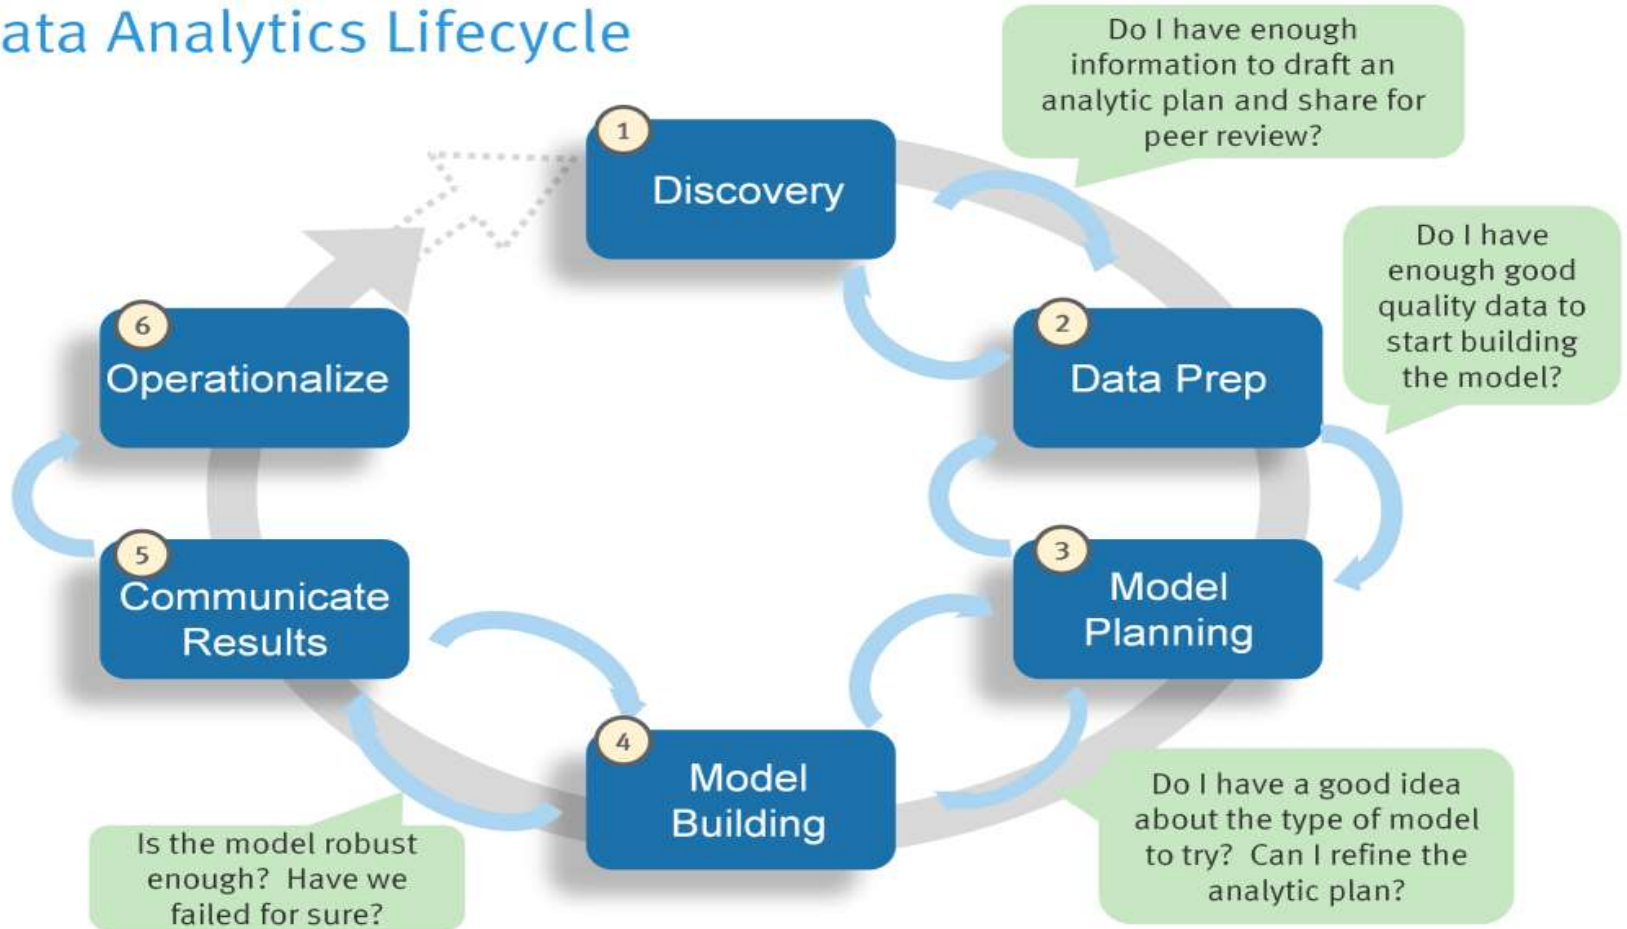 ata Analytics Lifecycle
Do I have enough
information to draft an
analytic plan and share for
peer review?
1
Discovery
Do I have
enough good
quality data to
start building
the model?
6
Operationalize
2
Data Prep
5
Communicate
Results
3
Model
Planning
4
Model
Building
Do I have a good idea
about the type of model
to try? Can I refine the
analytic plan?
Is the model robust
enough? Have we
failed for sure?